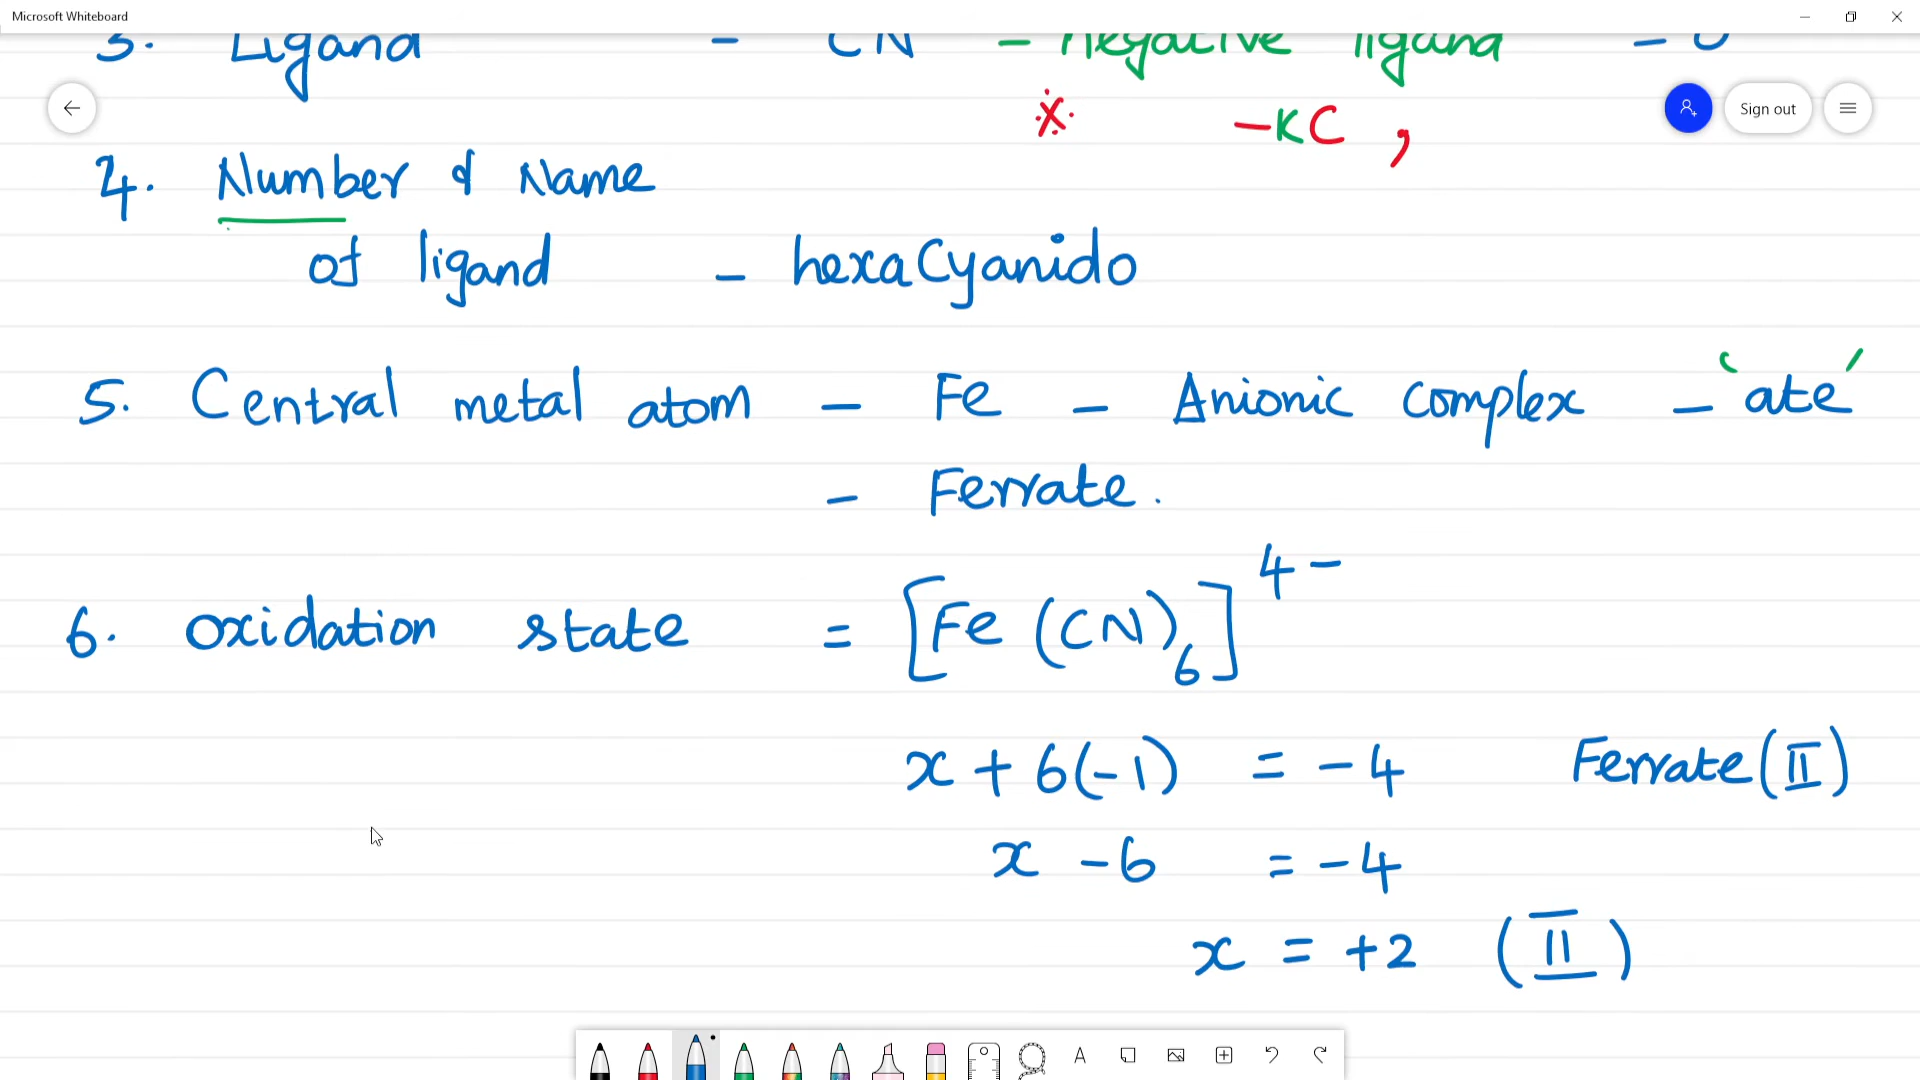 Microsoft Whiteboard
3. Ligand - CN - negative ligand - O
Sign out
- KC ,
4. Number & Name
of ligand - hexaCyanido
5. Central metal atom - Fe - Anionic complex - 'ate'
- Ferrate.
6. Oxidation state = [Fe(CN)₆]⁴⁻
x + 6(-1) = -4 Ferrate(II)
x - 6 = -4
x = +2 (II)